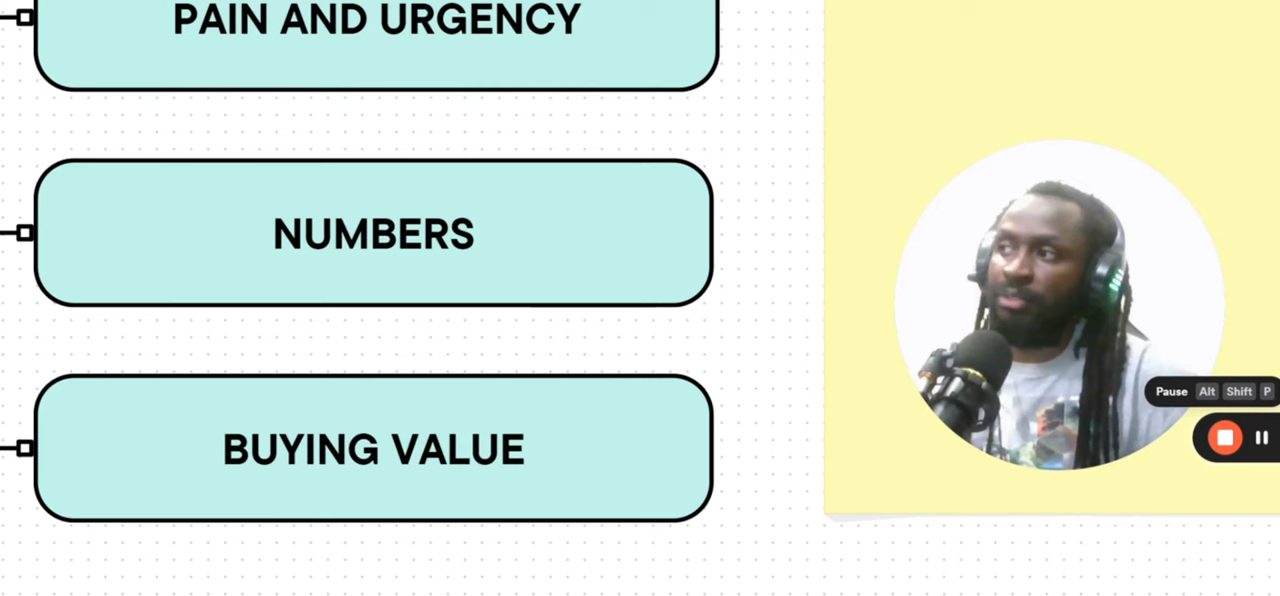 PAIN AND URGENCY
NUMBERS
BUYING VALUE
Pause Alt Shift P